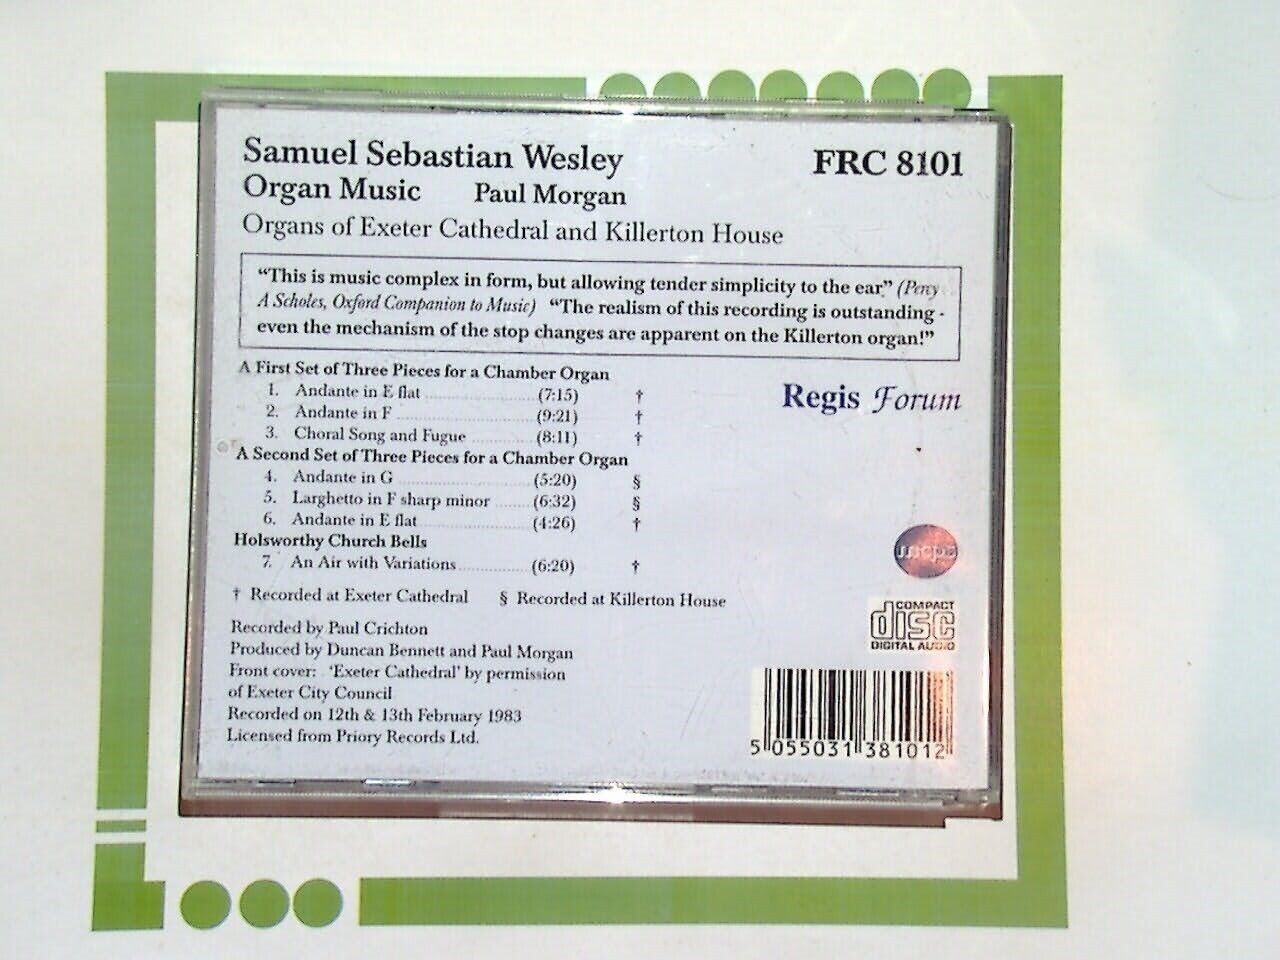 Samuel Sebastian Wesley
FRC 8101
Organ Music Paul Morgan
Organs of Exeter Cathedral and Killerton House
“This is music complex in form, but allowing tender simplicity to the ear” (Percy
A Scholes, Oxford Companion to Music) “The realism of this recording is outstanding -
even the mechanism of the stop changes are apparent on the Killerton organ!”
A First Set of Three Pieces for a Chamber Organ
1. Andante in E flat (7:15) †
2. Andante in F (9:21) †
3. Choral Song and Fugue (8:11) †
A Second Set of Three Pieces for a Chamber Organ
4. Andante in G (5:20) §
5. Larghetto in F sharp minor (6:32) §
6. Andante in E flat (4:26) †
Holsworthy Church Bells
7. An Air with Variations (6:20) †
† Recorded at Exeter Cathedral § Recorded at Killerton House
Recorded by Paul Crichton
Produced by Duncan Bennett and Paul Morgan
Front cover: ‘Exeter Cathedral’ by permission
of Exeter City Council
Recorded on 12th & 13th February 1983
Licensed from Priory Records Ltd.
Regis Forum
mcps
COMPACT
disc
DIGITAL AUDIO
5 055031 381012